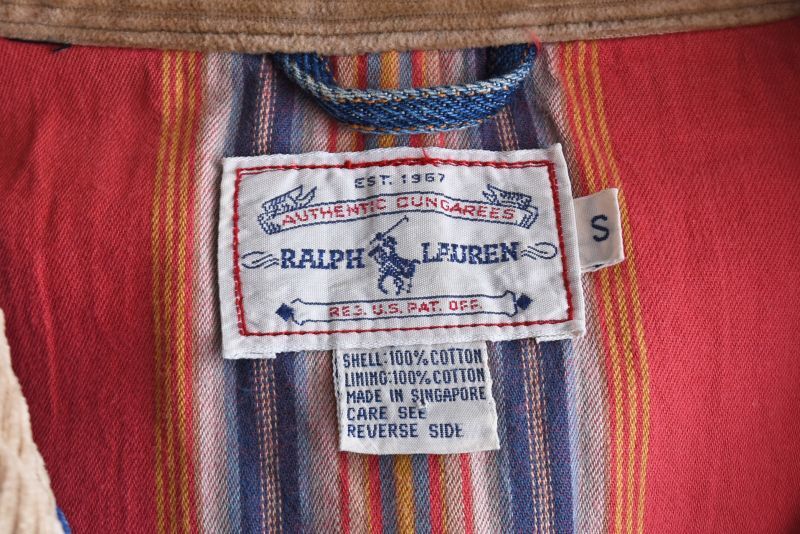 EST. 1967
AUTHENTIC DUNGAREES
RALPH LAUREN
REG. U.S. PAT. OFF.
S
SHELL: 100% COTTON
LINING: 100% COTTON
MADE IN SINGAPORE
CARE SEE
REVERSE SIDE